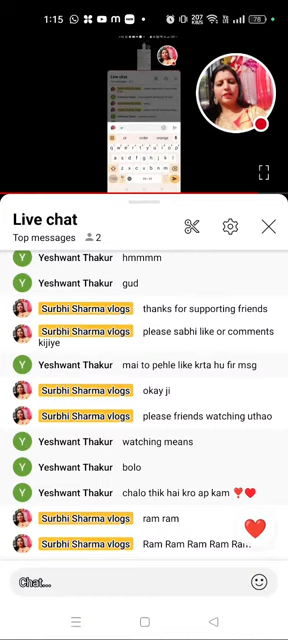 1:15
207
KB/S
78
Live chat
Top messages 2
Y Yeshwant Thakur hmmmm
Y Yeshwant Thakur gud
Surbhi Sharma vlogs thanks for supporting friends
Surbhi Sharma vlogs please sabhi like or comments
kijiye
Y Yeshwant Thakur mai to pehle like krta hu fir msg
Surbhi Sharma vlogs okay ji
Surbhi Sharma vlogs please friends watching uthao
Y Yeshwant Thakur watching means
Y Yeshwant Thakur bolo
Y Yeshwant Thakur chalo thik hai kro ap kam ❣️♥️
Surbhi Sharma vlogs ram ram
Surbhi Sharma vlogs Ram Ram Ram Ram Ram
Chat...